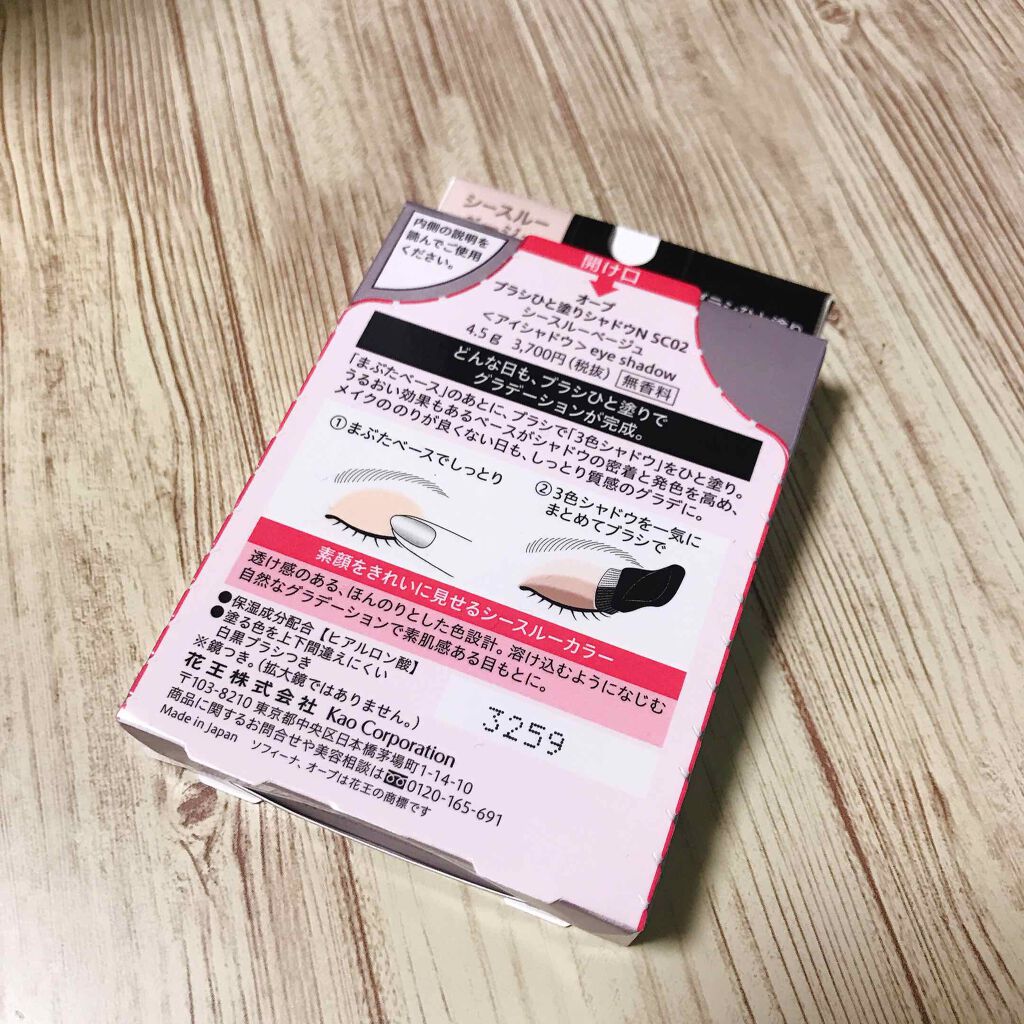 シースルー
内側の説明を
読んでご使用
ください。
開け口
オーブ
ブラシひと塗りシャドウN SC02
シースルーベージュ
<アイシャドウ> eye shadow
4.5g 3,700円(税抜) 無香料
どんな日も、ブラシひと塗りで
グラデーションが完成。
「まぶたベース」のあとに、ブラシで「3色シャドウ」をひと塗り。
うるおい効果もあるベースがシャドウの密着と発色を高め、
メイクののりが良くない日も、しっとり質感のグラデに。
①まぶたベースでしっとり
②3色シャドウを一気に
まとめてブラシで
素顔をきれいに見せるシースルーカラー
透け感のある、ほんのりとした色設計。溶け込むようになじむ
自然なグラデーションで素肌感ある目もとに。
●保湿成分配合【ヒアルロン酸】
●塗る色を上下間違えにくい
白黒ブラシつき
※鏡つき。(拡大鏡ではありません。)
花王株式会社 Kao Corporation
〒103-8210 東京都中央区日本橋茅場町1-14-10
商品に関するお問合せや美容相談は 0120-165-691
Made in Japan ソフィーナ、オーブは花王の商標です
3259